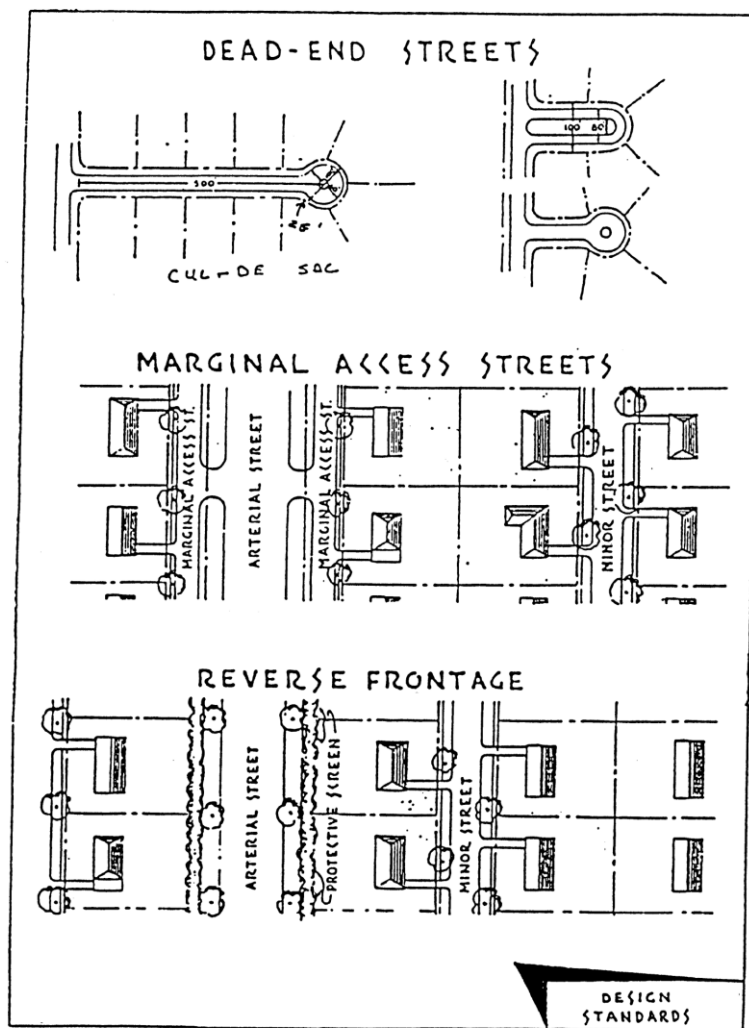 DEAD-END STREETS
100 80
500
CUL-DE SAC
MARGINAL ACCESS STREETS
MARGINAL ACCESS ST.
ARTERIAL STREET
MARGINAL ACCESS ST.
MINOR STREET
REVERSE FRONTAGE
ARTERIAL STREET
PROTECTIVE SCREEN
MINOR STREET
DESIGN
STANDARDS